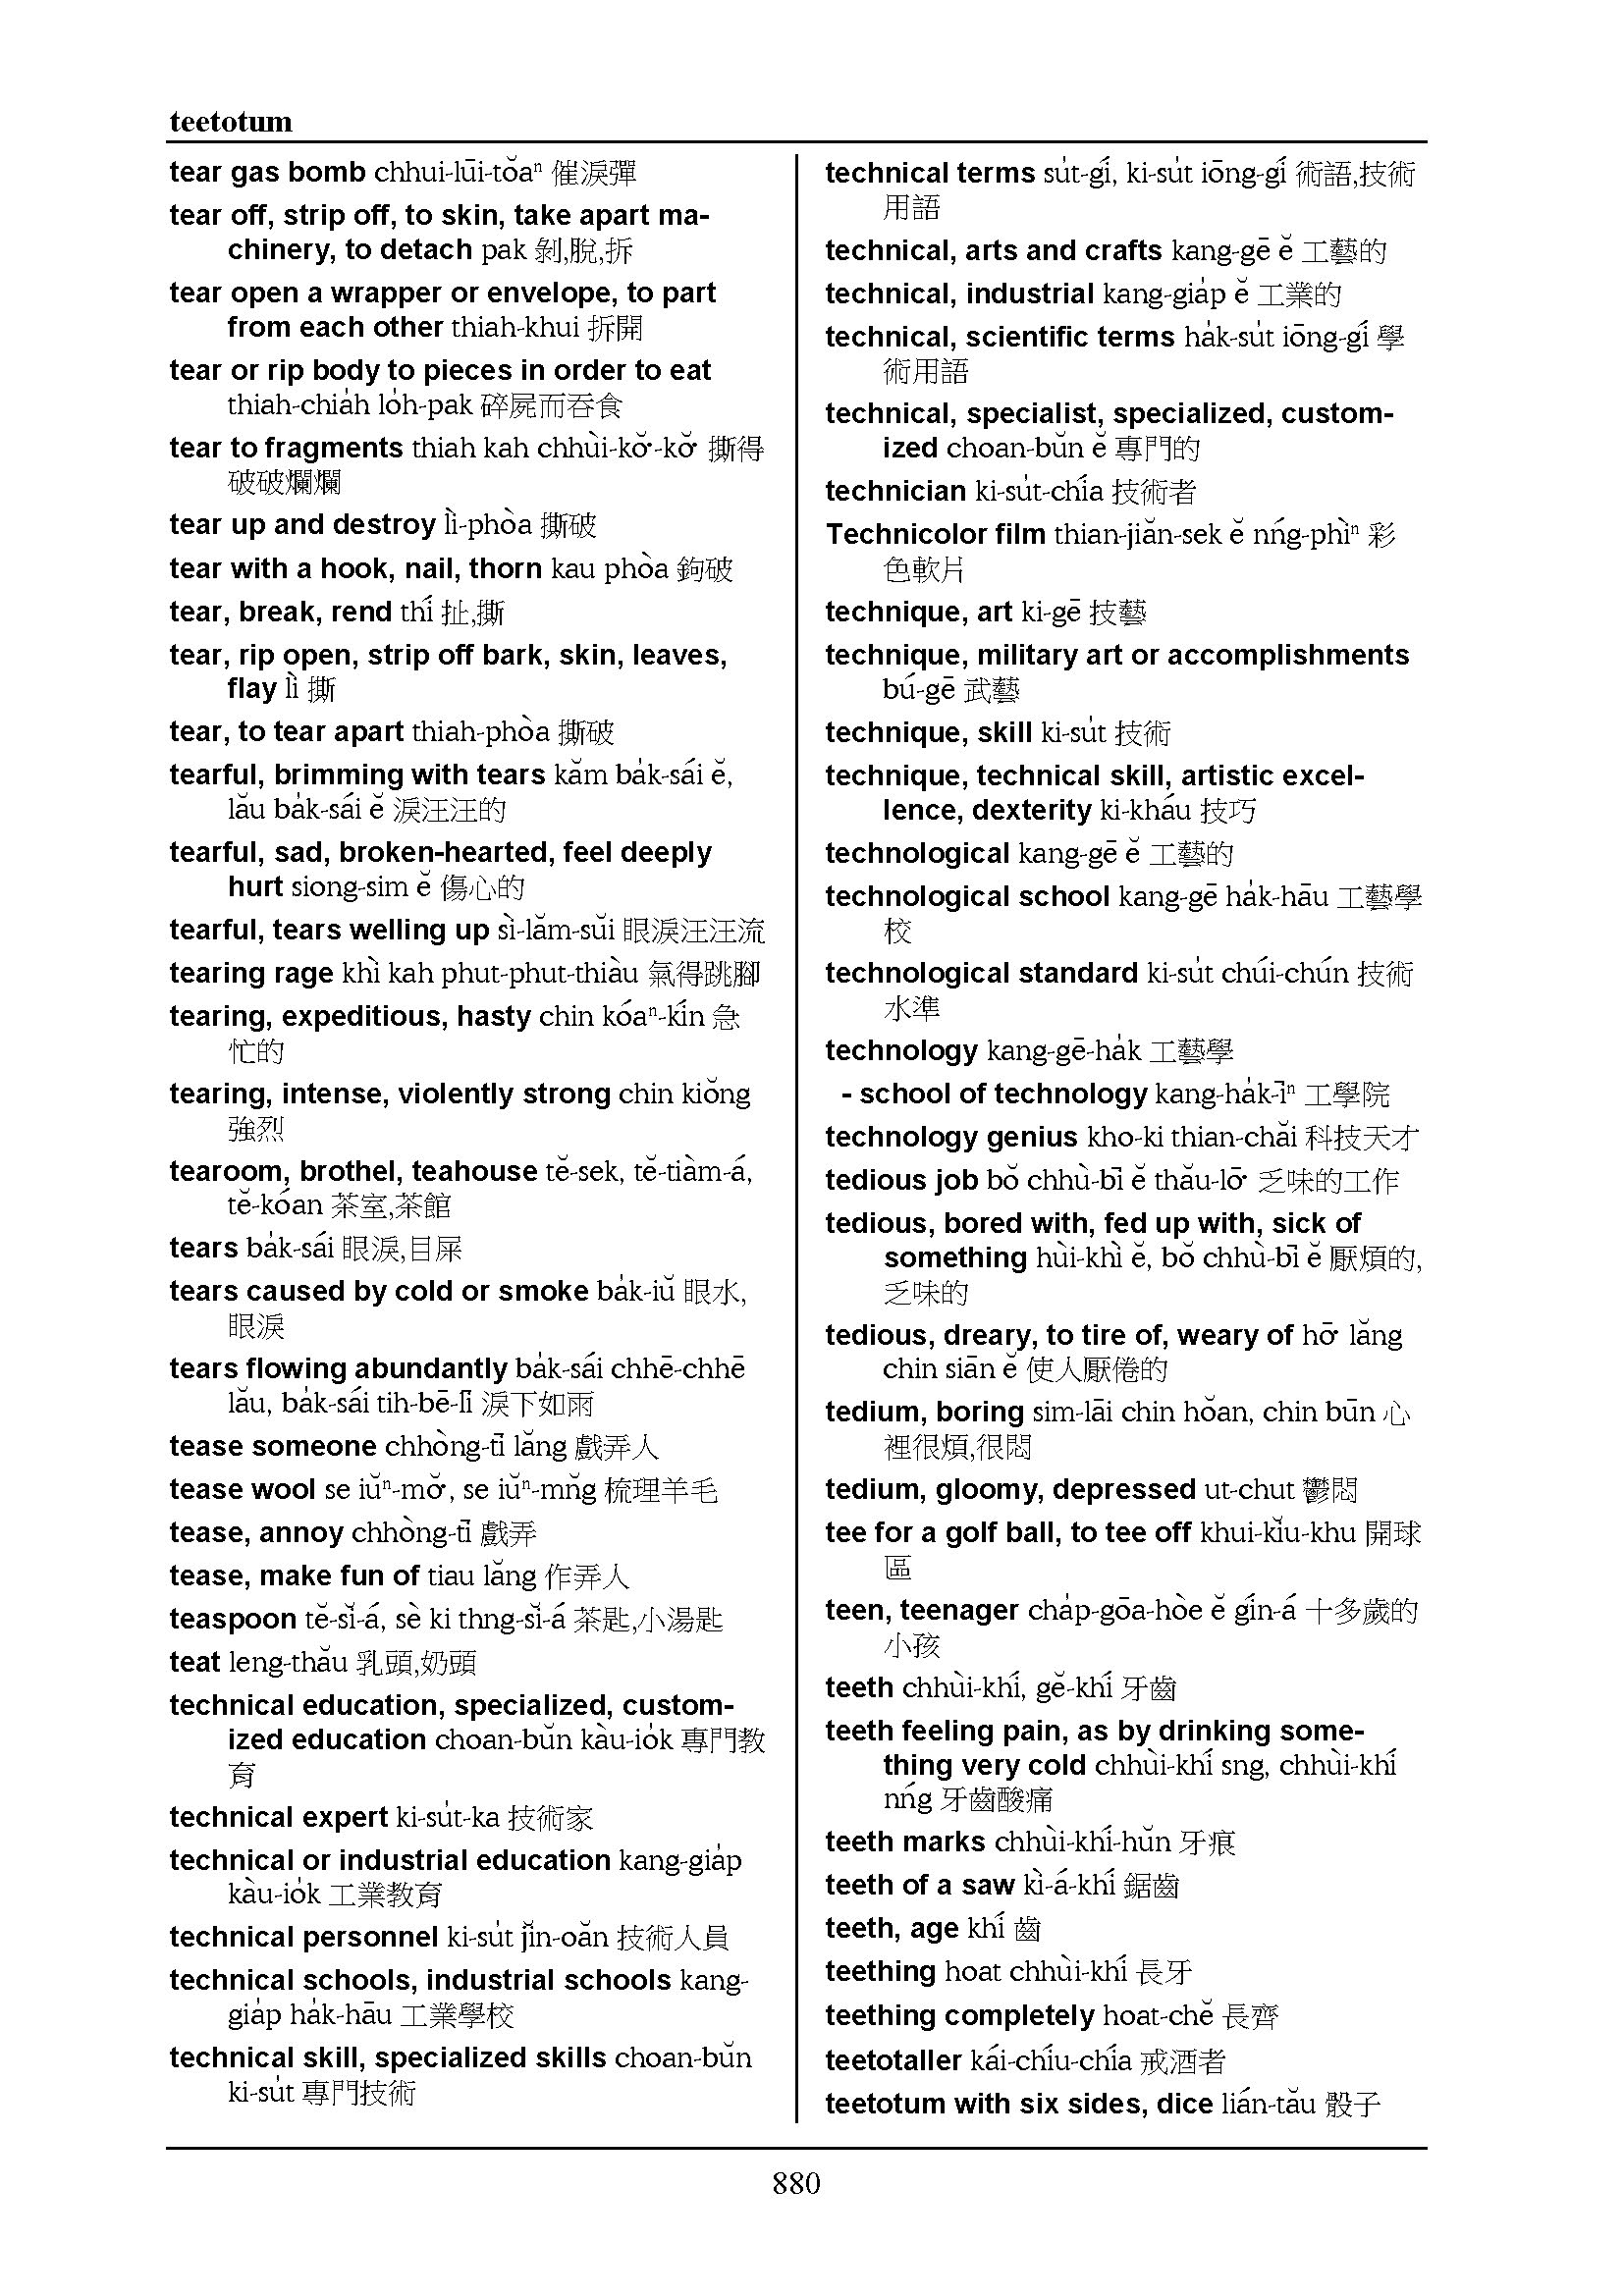 teetotum
tear gas bomb chhui-lūi-tŏaⁿ 催淚彈
tear off, strip off, to skin, take apart ma-
chinery, to detach pak 剝,脫,拆
tear open a wrapper or envelope, to part
from each other thiah-khui 拆開
tear or rip body to pieces in order to eat
thiah-chia̍h lo̍h-pak 碎屍而吞食
tear to fragments thiah kah chhùi-kŏ͘-kŏ͘ 撕得
破破爛爛
tear up and destroy lì-phòa 撕破
tear with a hook, nail, thorn kau phòa 鉤破
tear, break, rend thí 扯,撕
tear, rip open, strip off bark, skin, leaves,
flay lì 撕
tear, to tear apart thiah-phòa 撕破
tearful, brimming with tears kăm ba̍k-sái ĕ,
lău ba̍k-sái ĕ 淚汪汪的
tearful, sad, broken-hearted, feel deeply
hurt siong-sim ĕ 傷心的
tearful, tears welling up sì-lăm-sŭi 眼淚汪汪流
tearing rage khì kah phut-phut-thiàu 氣得跳腳
tearing, expeditious, hasty chin kóaⁿ-kín 急
忙的
tearing, intense, violently strong chin kiŏng
強烈
tearoom, brothel, teahouse tĕ-sek, tĕ-tiàm-á,
tĕ-kóan 茶室,茶館
tears ba̍k-sái 眼淚,目屎
tears caused by cold or smoke ba̍k-iŭ 眼水,
眼淚
tears flowing abundantly ba̍k-sái chhē-chhē
lău, ba̍k-sái tih-bē-lī 淚下如雨
tease someone chhòng-tī lăng 戲弄人
tease wool se iŭⁿ-mŏ͘, se iŭⁿ-mn̆g 梳理羊毛
tease, annoy chhòng-tī 戲弄
tease, make fun of tiau lăng 作弄人
teaspoon tĕ-sĭ-á, sè ki thng-sĭ-á 茶匙,小湯匙
teat leng-thău 乳頭,奶頭
technical education, specialized, custom-
ized education choan-bŭn kàu-io̍k 專門教
育
technical expert ki-su̍t-ka 技術家
technical or industrial education kang-gia̍p
kàu-io̍k 工業教育
technical personnel ki-su̍t jĭn-oăn 技術人員
technical schools, industrial schools kang-
gia̍p ha̍k-hāu 工業學校
technical skill, specialized skills choan-bŭn
ki-su̍t 專門技術
technical terms su̍t-gí, ki-su̍t iōng-gí 術語,技術
用語
technical, arts and crafts kang-gē ĕ 工藝的
technical, industrial kang-gia̍p ĕ 工業的
technical, scientific terms ha̍k-su̍t iōng-gí 學
術用語
technical, specialist, specialized, custom-
ized choan-bŭn ĕ 專門的
technician ki-su̍t-chía 技術者
Technicolor film thian-jiăn-sek ĕ nńg-phìⁿ 彩
色軟片
technique, art ki-gē 技藝
technique, military art or accomplishments
bú-gē 武藝
technique, skill ki-su̍t 技術
technique, technical skill, artistic excel-
lence, dexterity ki-kháu 技巧
technological kang-gē ĕ 工藝的
technological school kang-gē ha̍k-hāu 工藝學
校
technological standard ki-su̍t chúi-chún 技術
水準
technology kang-gē-ha̍k 工藝學
- school of technology kang-ha̍k-īⁿ 工學院
technology genius kho-ki thian-chăi 科技天才
tedious job bŏ chhù-bī ĕ thău-lō͘ 乏味的工作
tedious, bored with, fed up with, sick of
something hùi-khì ĕ, bŏ chhù-bī ĕ 厭煩的,
乏味的
tedious, dreary, to tire of, weary of hō͘ lăng
chin siān ĕ 使人厭倦的
tedium, boring sim-lāi chin hŏan, chin būn 心
裡很煩,很悶
tedium, gloomy, depressed ut-chut 鬱悶
tee for a golf ball, to tee off khui-kĭu-khu 開球
區
teen, teenager cha̍p-gōa-hòe ĕ gín-á 十多歲的
小孩
teeth chhùi-khí, gĕ-khí 牙齒
teeth feeling pain, as by drinking some-
thing very cold chhùi-khí sng, chhùi-khí
nńg 牙齒酸痛
teeth marks chhùi-khí-hŭn 牙痕
teeth of a saw kì-á-khí 鋸齒
teeth, age khí 齒
teething hoat chhùi-khí 長牙
teething completely hoat-chĕ 長齊
teetotaller kái-chíu-chía 戒酒者
teetotum with six sides, dice lián-tău 骰子
880